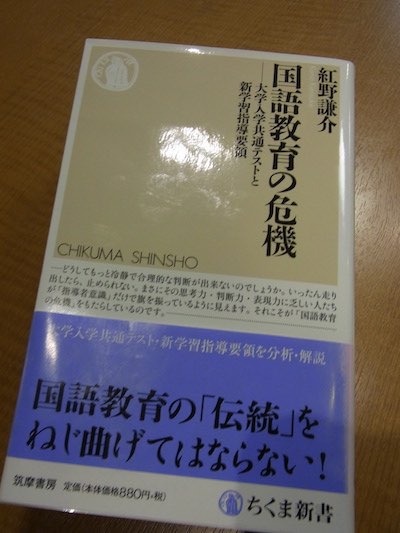 紅野謙介
国語教育の危機
―大学入学共通テストと
新学習指導要領
CHIKUMA SHINSHO
……どうしてもっと冷静で合理的な判断が出来ないのでしょうか。いったん走り
出したら、止められない。まさにその思考力・判断力・表現力に乏しい人たち
が「指導者意識」だけで旗を振っているように見えます。それこそが「国語教育
の危機」をもたらしているのです。
大学入学共通テスト・新学習指導要領を分析・解説
国語教育の「伝統」を
ねじ曲げてはならない!
筑摩書房 定価(本体価格880円+税)
ちくま新書